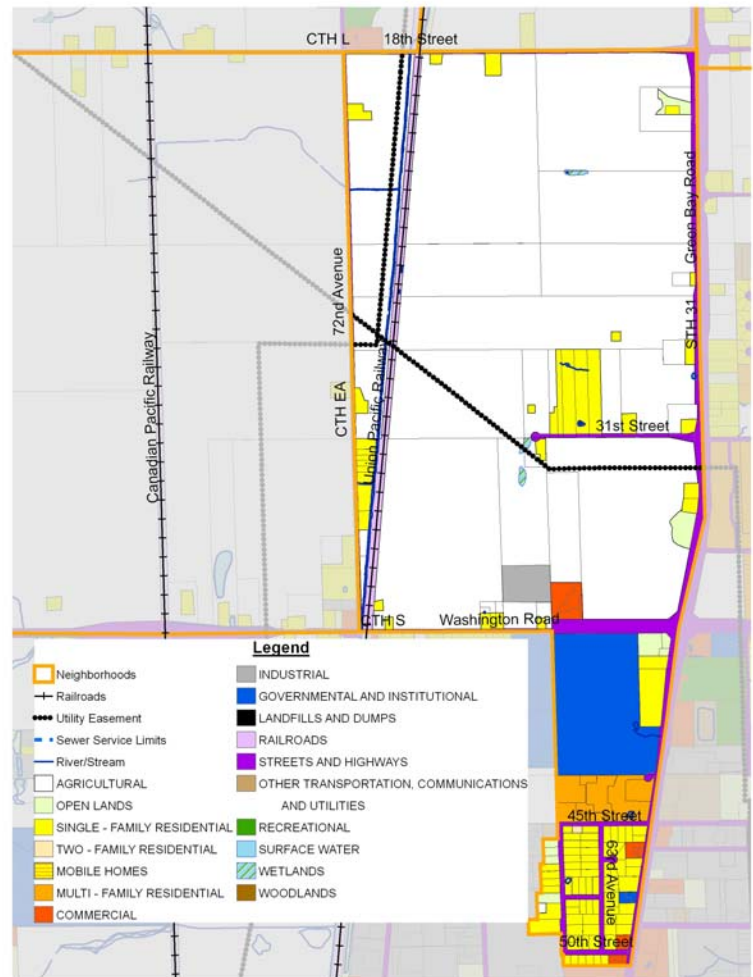 CTH L
18th Street
Green Bay Road
STH 31
72nd Avenue
CTH EA
Canadian Pacific Railway
Union Pacific Railway
31st Street
CTH S
Washington Road
45th Street
63rd Avenue
50th Street
Legend
Neighborhoods
Railroads
Utility Easement
Sewer Service Limits
River/Stream
AGRICULTURAL
OPEN LANDS
SINGLE - FAMILY RESIDENTIAL
TWO - FAMILY RESIDENTIAL
MOBILE HOMES
MULTI - FAMILY RESIDENTIAL
COMMERCIAL
INDUSTRIAL
GOVERNMENTAL AND INSTITUTIONAL
LANDFILLS AND DUMPS
RAILROADS
STREETS AND HIGHWAYS
OTHER TRANSPORTATION, COMMUNICATIONS
AND UTILITIES
RECREATIONAL
SURFACE WATER
WETLANDS
WOODLANDS